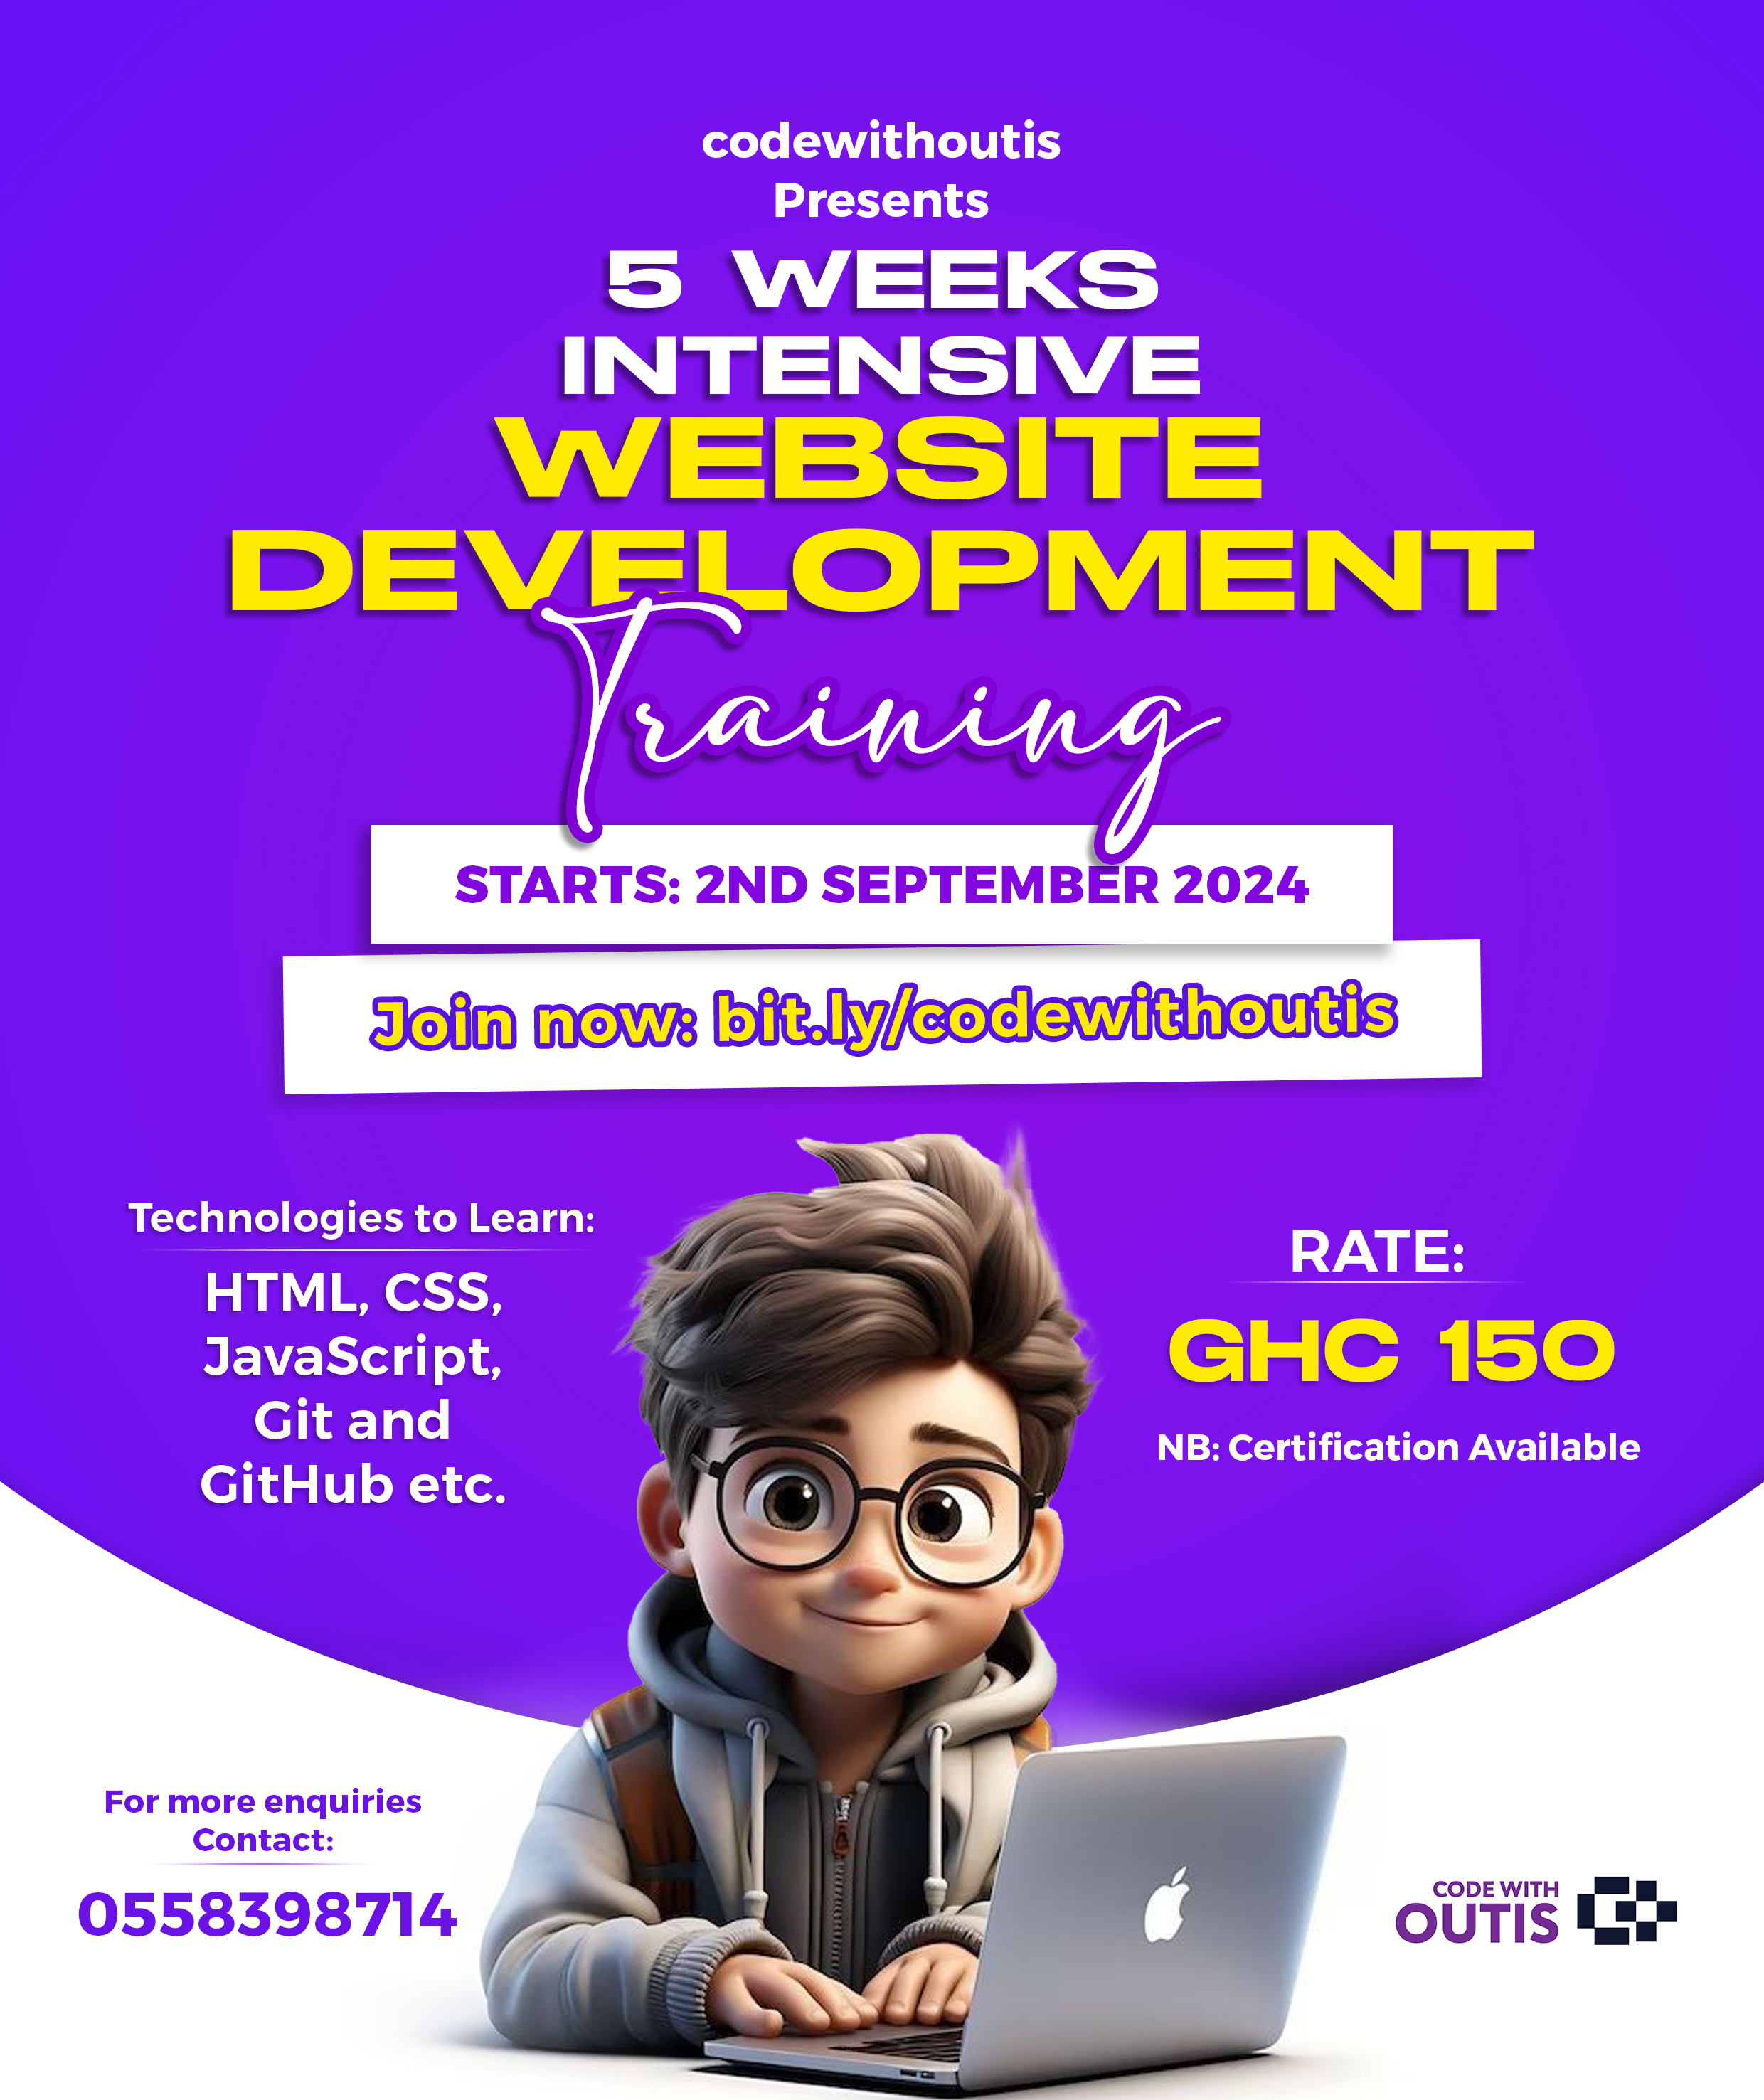 codewithoutis
Presents
5 WEEKS
INTENSIVE
WEBSITE
DEVELOPMENT
Training
STARTS: 2ND SEPTEMBER 2024
Join now: bit.ly/codewithoutis
Technologies to Learn:
HTML, CSS,
JavaScript,
Git and
GitHub etc.
RATE:
GHC 150
NB: Certification Available
For more enquiries
Contact:
0558398714
CODE WITH
OUTIS